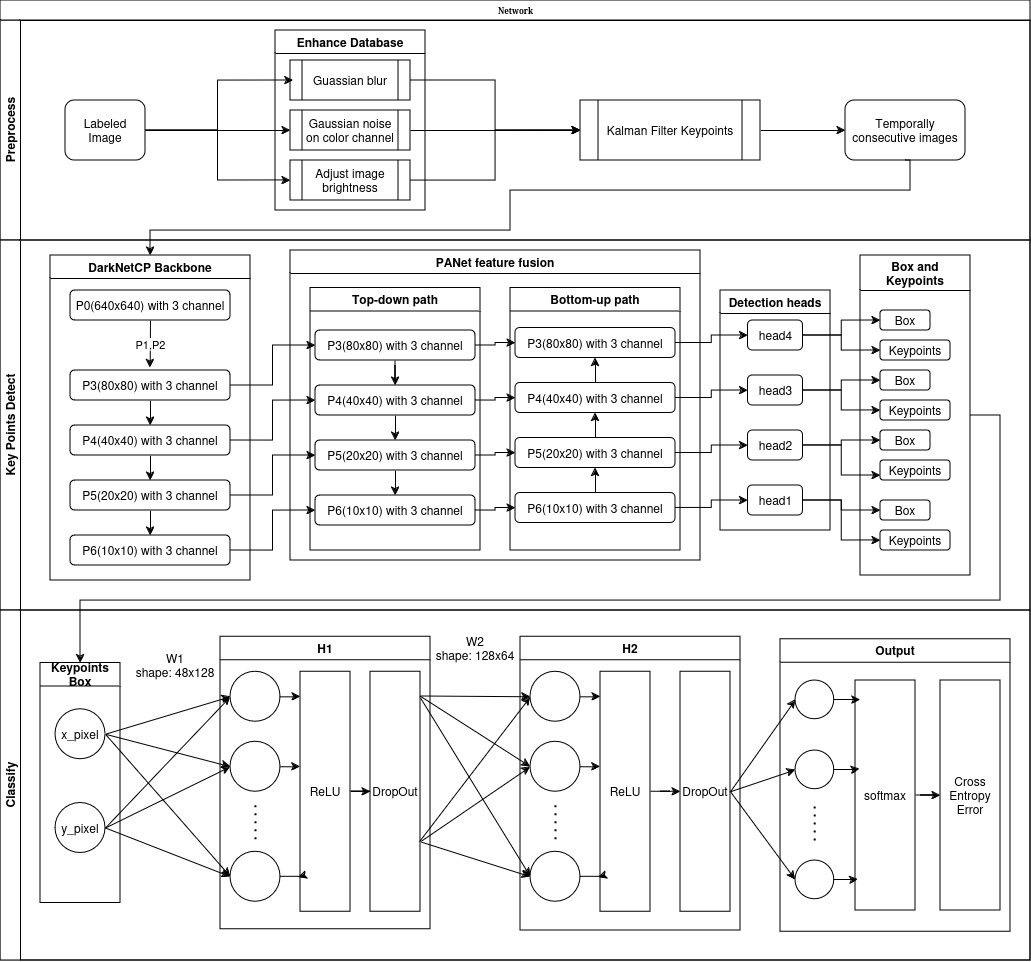 Network
Preprocess
Labeled
Image
Enhance Database
Guassian blur
Gaussian noise
on color channel
Adjust image
brightness
Kalman Filter Keypoints
Temporally
consecutive images
Key Points Detect
DarkNetCP Backbone
P0(640x640) with 3 channel
P1,P2
P3(80x80) with 3 channel
P4(40x40) with 3 channel
P5(20x20) with 3 channel
P6(10x10) with 3 channel
PANet feature fusion
Top-down path
P3(80x80) with 3 channel
P4(40x40) with 3 channel
P5(20x20) with 3 channel
P6(10x10) with 3 channel
Bottom-up path
P3(80x80) with 3 channel
P4(40x40) with 3 channel
P5(20x20) with 3 channel
P6(10x10) with 3 channel
Detection heads
head4
head3
head2
head1
Box and
Keypoints
Box
Keypoints
Box
Keypoints
Box
Keypoints
Box
Keypoints
Classify
Keypoints
Box
x_pixel
y_pixel
W1
shape: 48x128
H1
ReLU
DropOut
W2
shape: 128x64
H2
ReLU
DropOut
Output
softmax
Cross
Entropy
Error